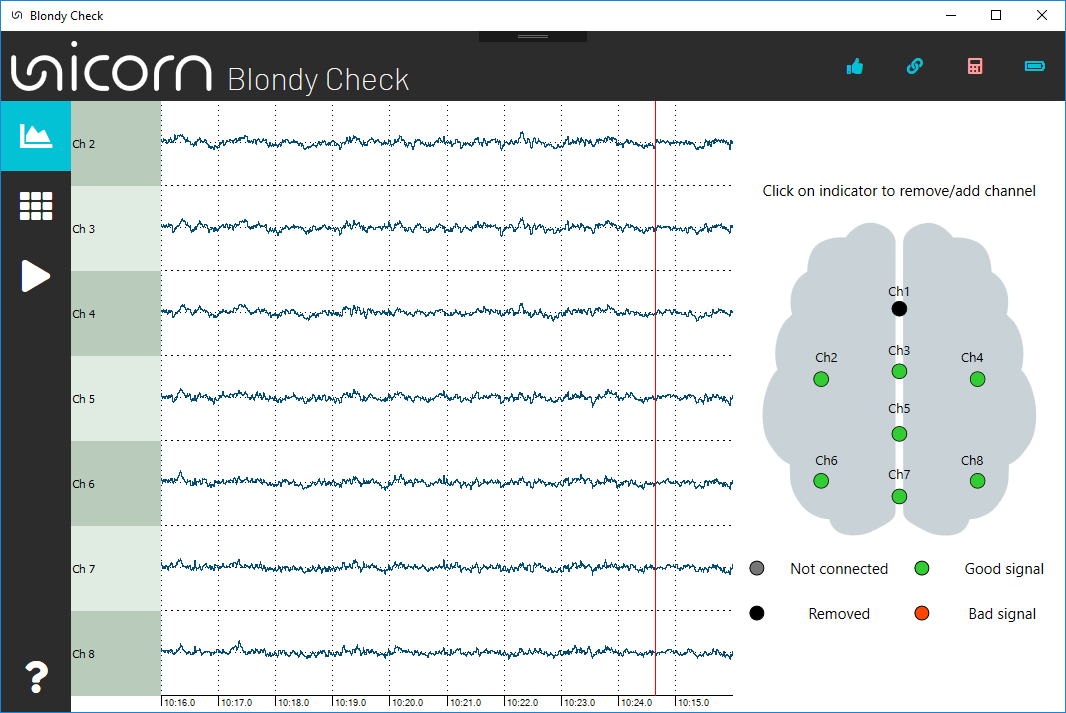 Blondy Check
unicorn Blondy Check
Ch 2
Ch 3
Ch 4
Ch 5
Ch 6
Ch 7
Ch 8
10:16.0 10:17.0 10:18.0 10:19.0 10:20.0 10:21.0 10:22.0 10:23.0 10:24.0 10:15.0
?
Click on indicator to remove/add channel
Ch1
Ch2 Ch3 Ch4
Ch5
Ch6 Ch7 Ch8
Not connected Good signal
Removed Bad signal